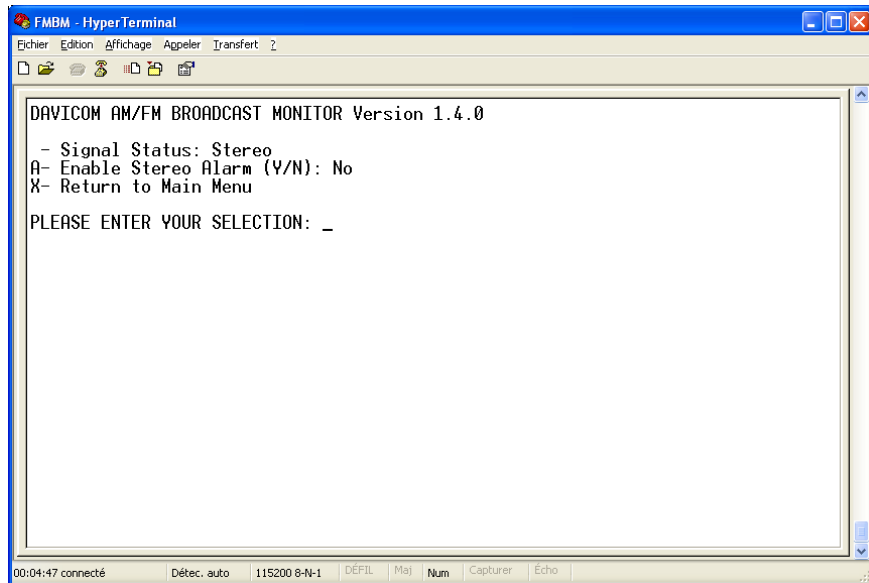 FMBM - HyperTerminal
Fichier Edition Affichage Appeler Transfert ?
DAVICOM AM/FM BROADCAST MONITOR Version 1.4.0
- Signal Status: Stereo
A- Enable Stereo Alarm (Y/N): No
X- Return to Main Menu
PLEASE ENTER YOUR SELECTION: _
00:04:47 connecté Détec. auto 115200 8-N-1 DÉFIL Maj Num Capturer Écho